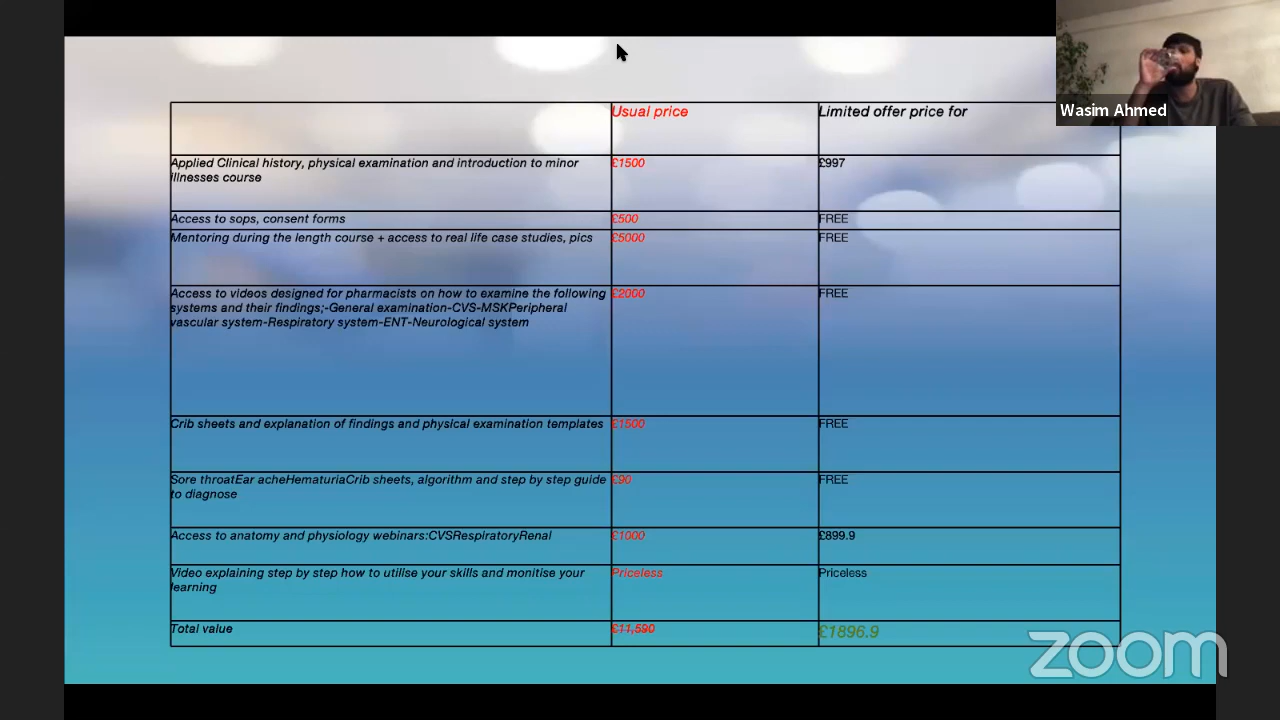 Wasim Ahmed
Usual price
Limited offer price for
Applied Clinical history, physical examination and introduction to minor
illnesses course
£1500
£997
Access to sops, consent forms
£500
FREE
Mentoring during the length course + access to real life case studies, pics
£5000
FREE
Access to videos designed for pharmacists on how to examine the following
systems and their findings;-General examination-CVS-MSKPeripheral
vascular system-Respiratory system-ENT-Neurological system
£2000
FREE
Crib sheets and explanation of findings and physical examination templates
£1500
FREE
Sore throatEar acheHematuriaCrib sheets, algorithm and step by step guide
to diagnose
£90
FREE
Access to anatomy and physiology webinars:CVSRespiratoryRenal
£1000
£899.9
Video explaining step by step how to utilise your skills and monitise your
learning
Priceless
Priceless
Total value
£11,590
£1896.9
zoom